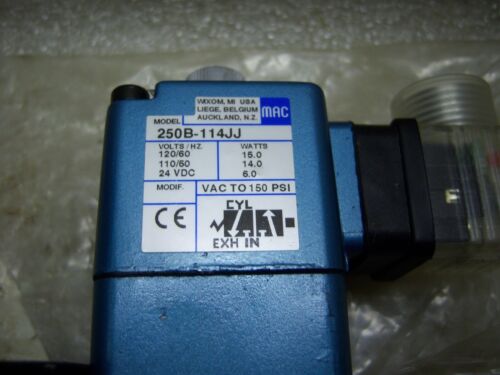 WIXOM, MI USA
LIEGE, BELGIUM
AUCKLAND, N.Z.
MAC
MODEL
250B-114JJ
VOLTS/HZ. WATTS
120/60 15.0
110/50 14.0
24 VDC 6.0
MODIF. VAC TO 150 PSI
CE
CYL
EXH IN